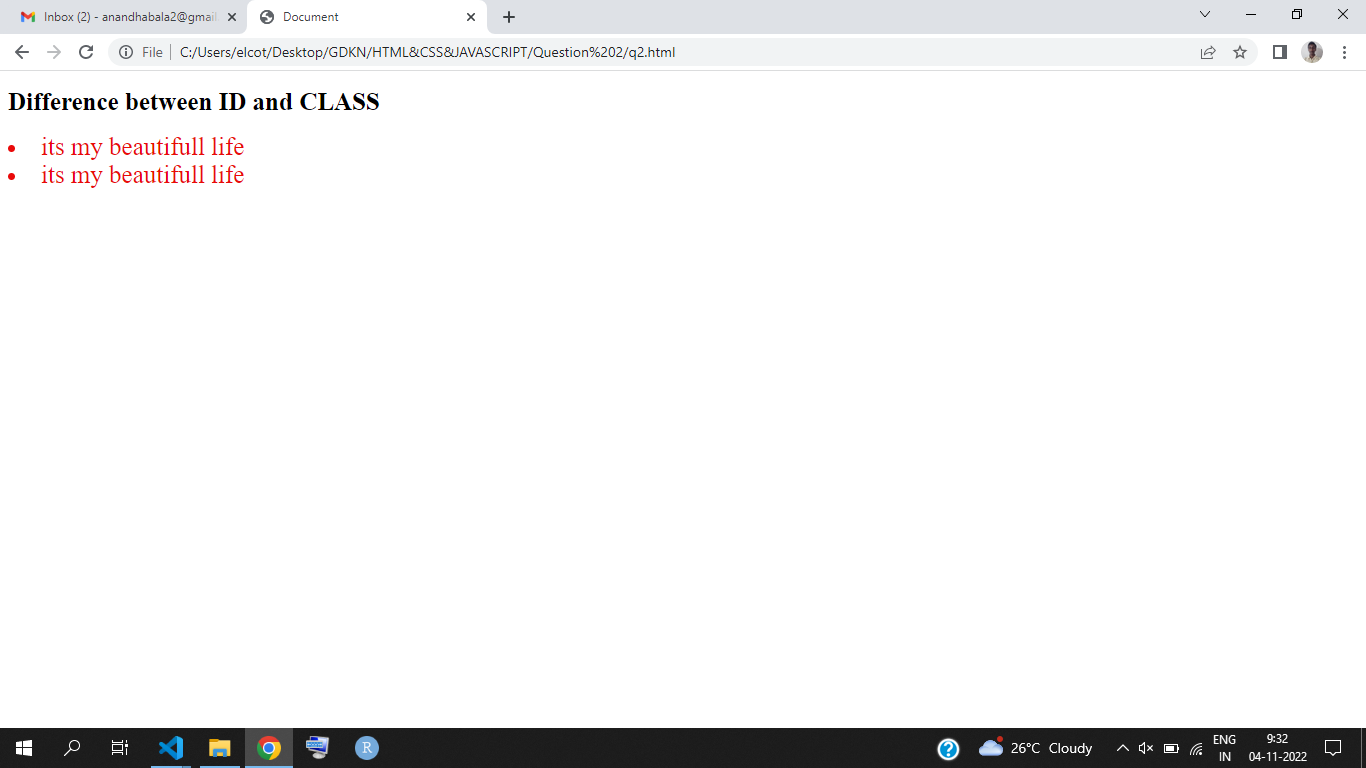 Inbox (2) - anandhabala2@gmail
Document
File
C:/Users/elcot/Desktop/GDKN/HTML&CSS&JAVASCRIPT/Question%202/q2.html
Difference between ID and CLASS
its my beautifull life
its my beautifull life
R
26°C Cloudy
ENG
IN
9:32
04-11-2022